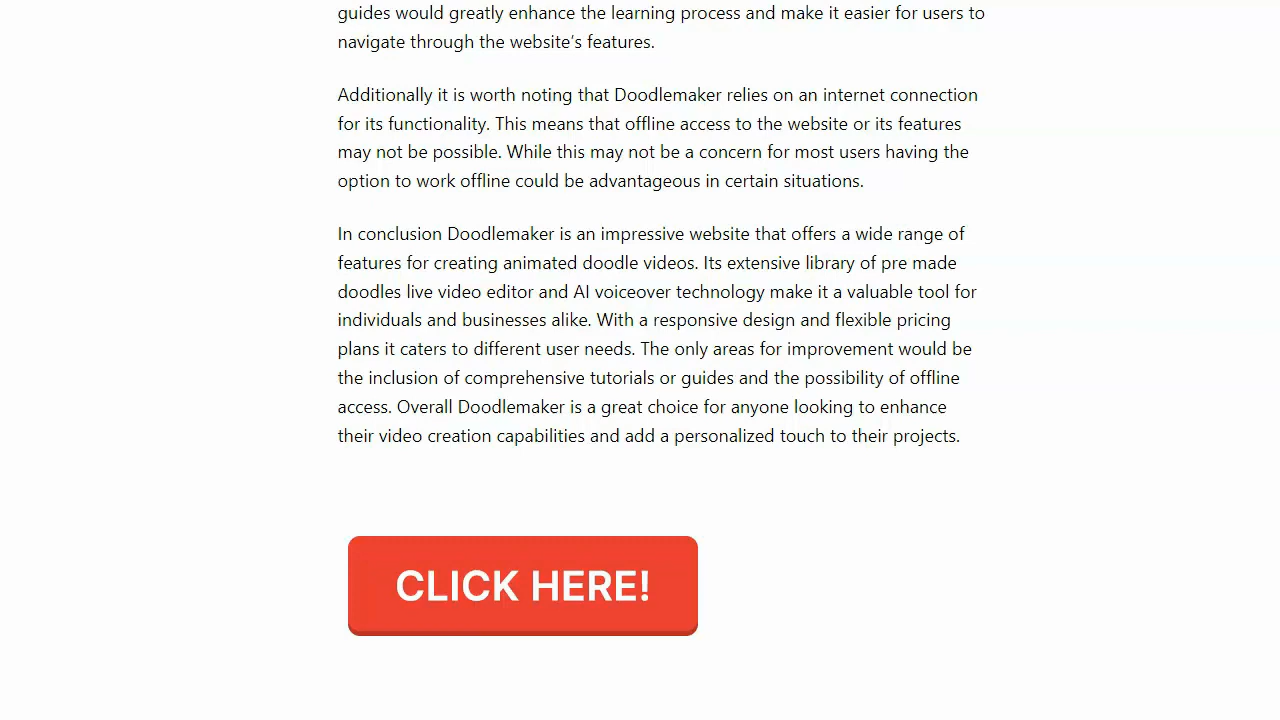 guides would greatly enhance the learning process and make it easier for users to
navigate through the website's features.
Additionally it is worth noting that Doodlemaker relies on an internet connection
for its functionality. This means that offline access to the website or its features
may not be possible. While this may not be a concern for most users having the
option to work offline could be advantageous in certain situations.
In conclusion Doodlemaker is an impressive website that offers a wide range of
features for creating animated doodle videos. Its extensive library of pre made
doodles live video editor and AI voiceover technology make it a valuable tool for
individuals and businesses alike. With a responsive design and flexible pricing
plans it caters to different user needs. The only areas for improvement would be
the inclusion of comprehensive tutorials or guides and the possibility of offline
access. Overall Doodlemaker is a great choice for anyone looking to enhance
their video creation capabilities and add a personalized touch to their projects.
CLICK HERE!